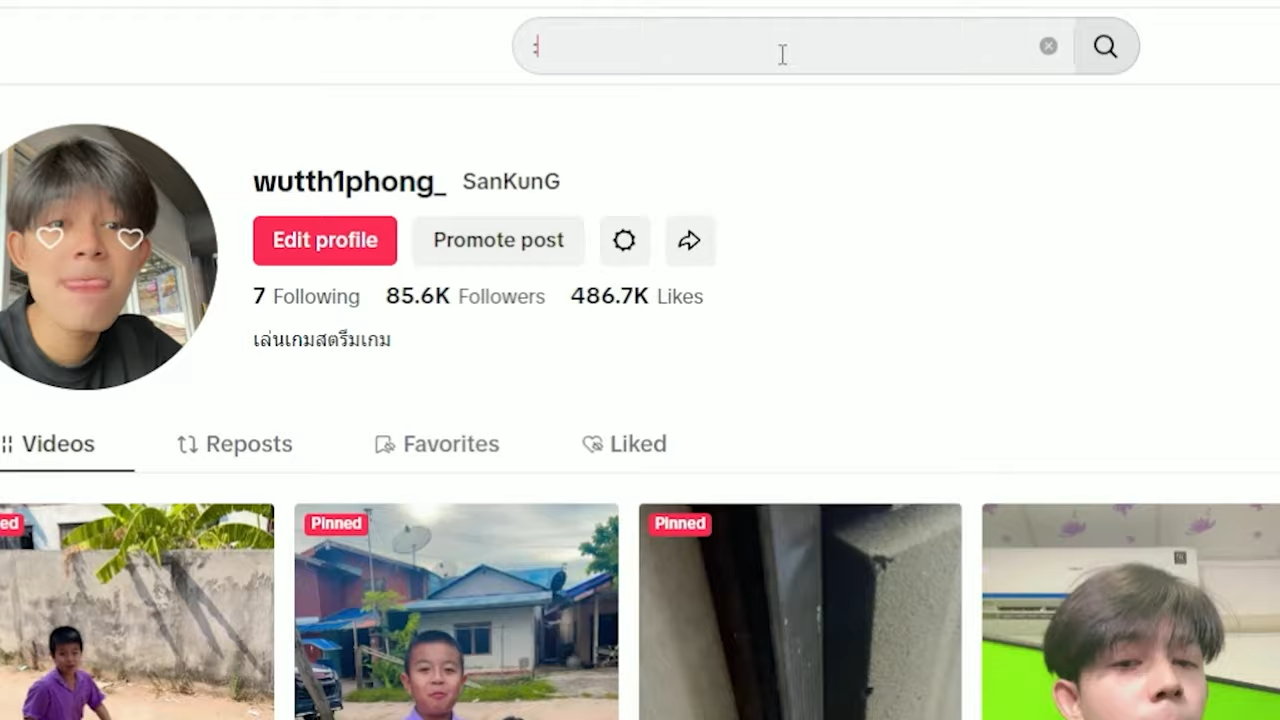 :
wutth1phong_ SanKunG
Edit profile Promote post
7 Following 85.6K Followers 486.7K Likes
เล่นเกมสตรีมเกม
Videos Reposts Favorites Liked
ed Pinned Pinned